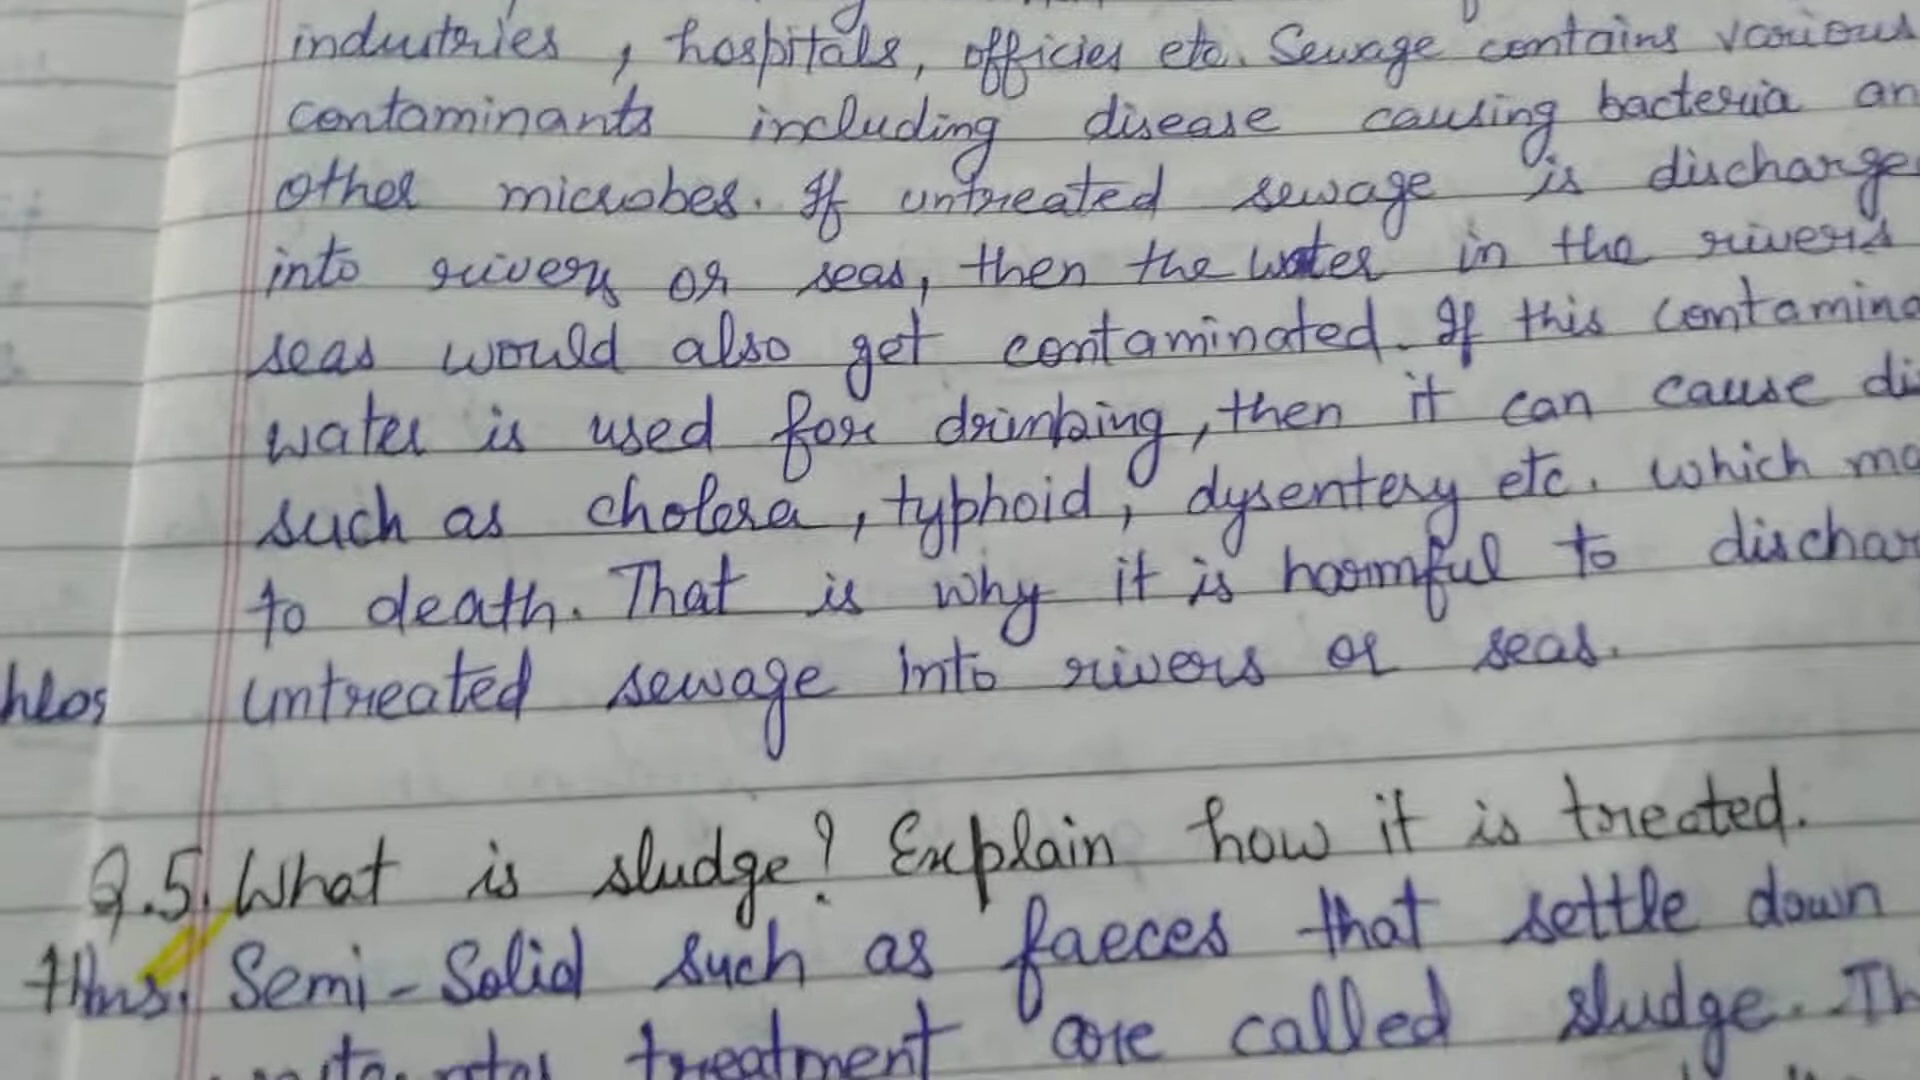 industries, hospitals, officies etc. Sewage contains various
contaminants including disease causing bacteria an
other microbes. If untreated sewage is discharge
into rivers or seas, then the water in the rivers
seas would also get contaminated. If this contamina
water is used for drinking, then it can cause dis
such as cholera, typhoid, dysentery etc. which ma
to death. That is why it is harmful to dischar
hlos
untreated sewage into rivers or seas.
Q.5. What is sludge? Explain how it is treated.
Ans. Semi-Solid such as faeces that settle down
treatment are called sludge. Th